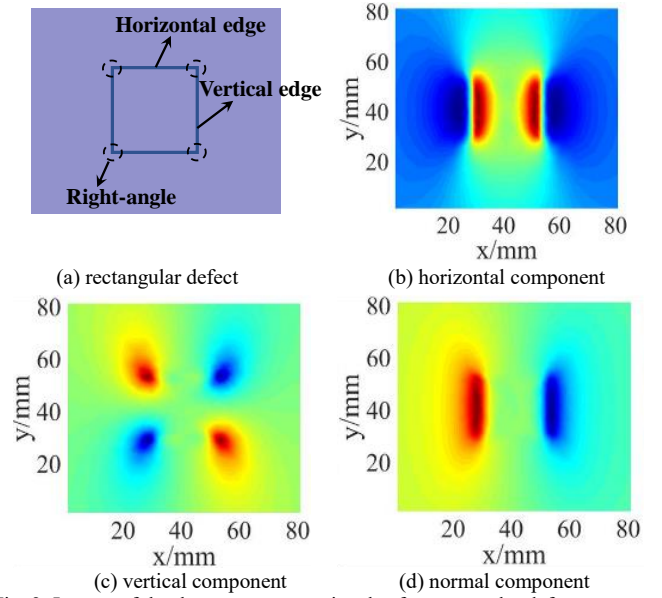 Horizontal edge
Vertical edge
Right-angle
(a) rectangular defect
80
60
40
20
y/mm
20 40 60 80
x/mm
(b) horizontal component
80
60
40
20
y/mm
20 40 60 80
x/mm
(c) vertical component
80
60
40
20
y/mm
20 40 60 80
x/mm
(d) normal component